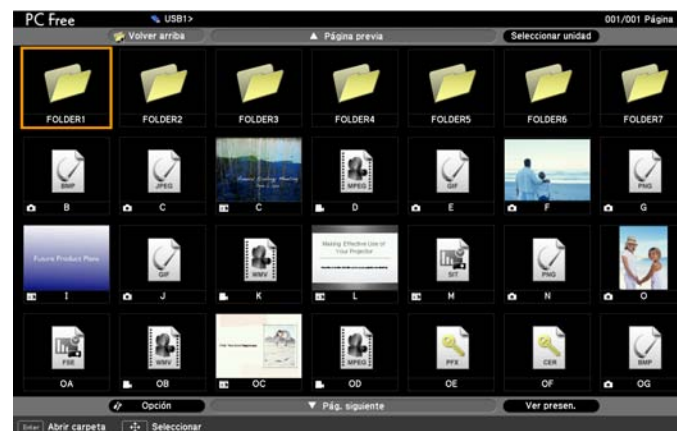 PC Free USB1> 001/001 Página
Volver arriba Página previa Seleccionar unidad
FOLDER1 FOLDER2 FOLDER3 FOLDER4 FOLDER5 FOLDER6 FOLDER7
BMP JPEG MPEG GIF PNG
B C C D E F G
Future Product Plans GIF WMV Making Effective Use of SIT PNG
Your Projector
I J K L M N O
FSE WMV MPEG PFX CER BMP
OA OB OC OD OE OF OG
Opción Pág. siguiente Ver presen.
Enter Abrir carpeta Seleccionar